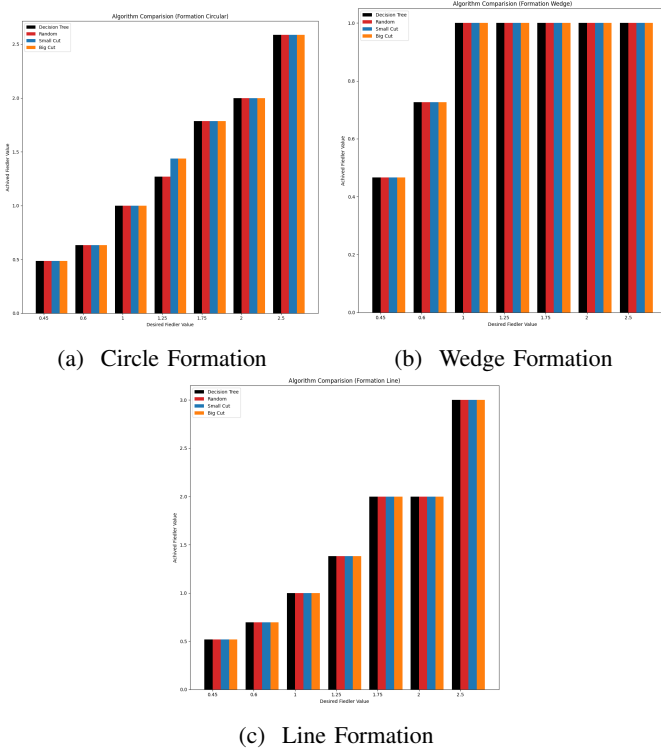 Algorithm Comparision (Formation Circular)
Decision Tree
Random
Small Cut
Big Cut
2.5
2.0
1.5
1.0
0.5
0.0
Achived Fiedler Value
0.45 0.6 1 1.25 1.75 2 2.5
Desired Fiedler Value
(a) Circle Formation
Algorithm Comparision (Formation Wedge)
Decision Tree
Random
Small Cut
Big Cut
1.0
0.8
0.6
0.4
0.2
0.0
Achived Fiedler Value
0.45 0.6 1 1.25 1.75 2 2.5
Desired Fiedler Value
(b) Wedge Formation
Algorithm Comparision (Formation Line)
Decision Tree
Random
Small Cut
Big Cut
3.0
2.5
2.0
1.5
1.0
0.5
0.0
Achived Fiedler Value
0.45 0.6 1 1.25 1.75 2 2.5
Desired Fiedler Value
(c) Line Formation